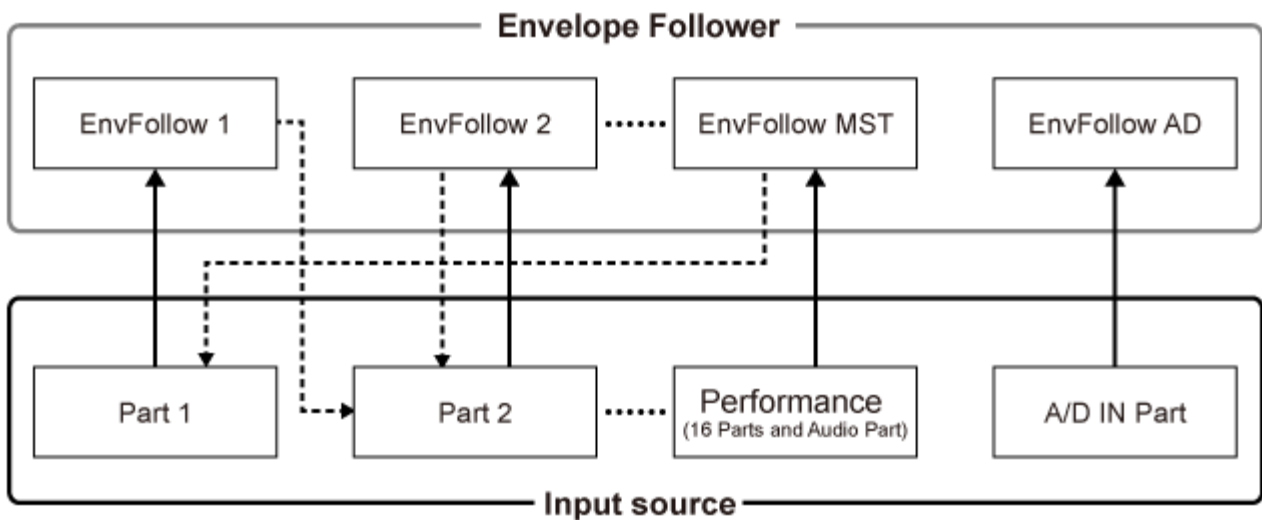 Envelope Follower
EnvFollow 1
EnvFollow 2
EnvFollow MST
EnvFollow AD
Part 1
Part 2
Performance
(16 Parts and Audio Part)
A/D IN Part
Input source